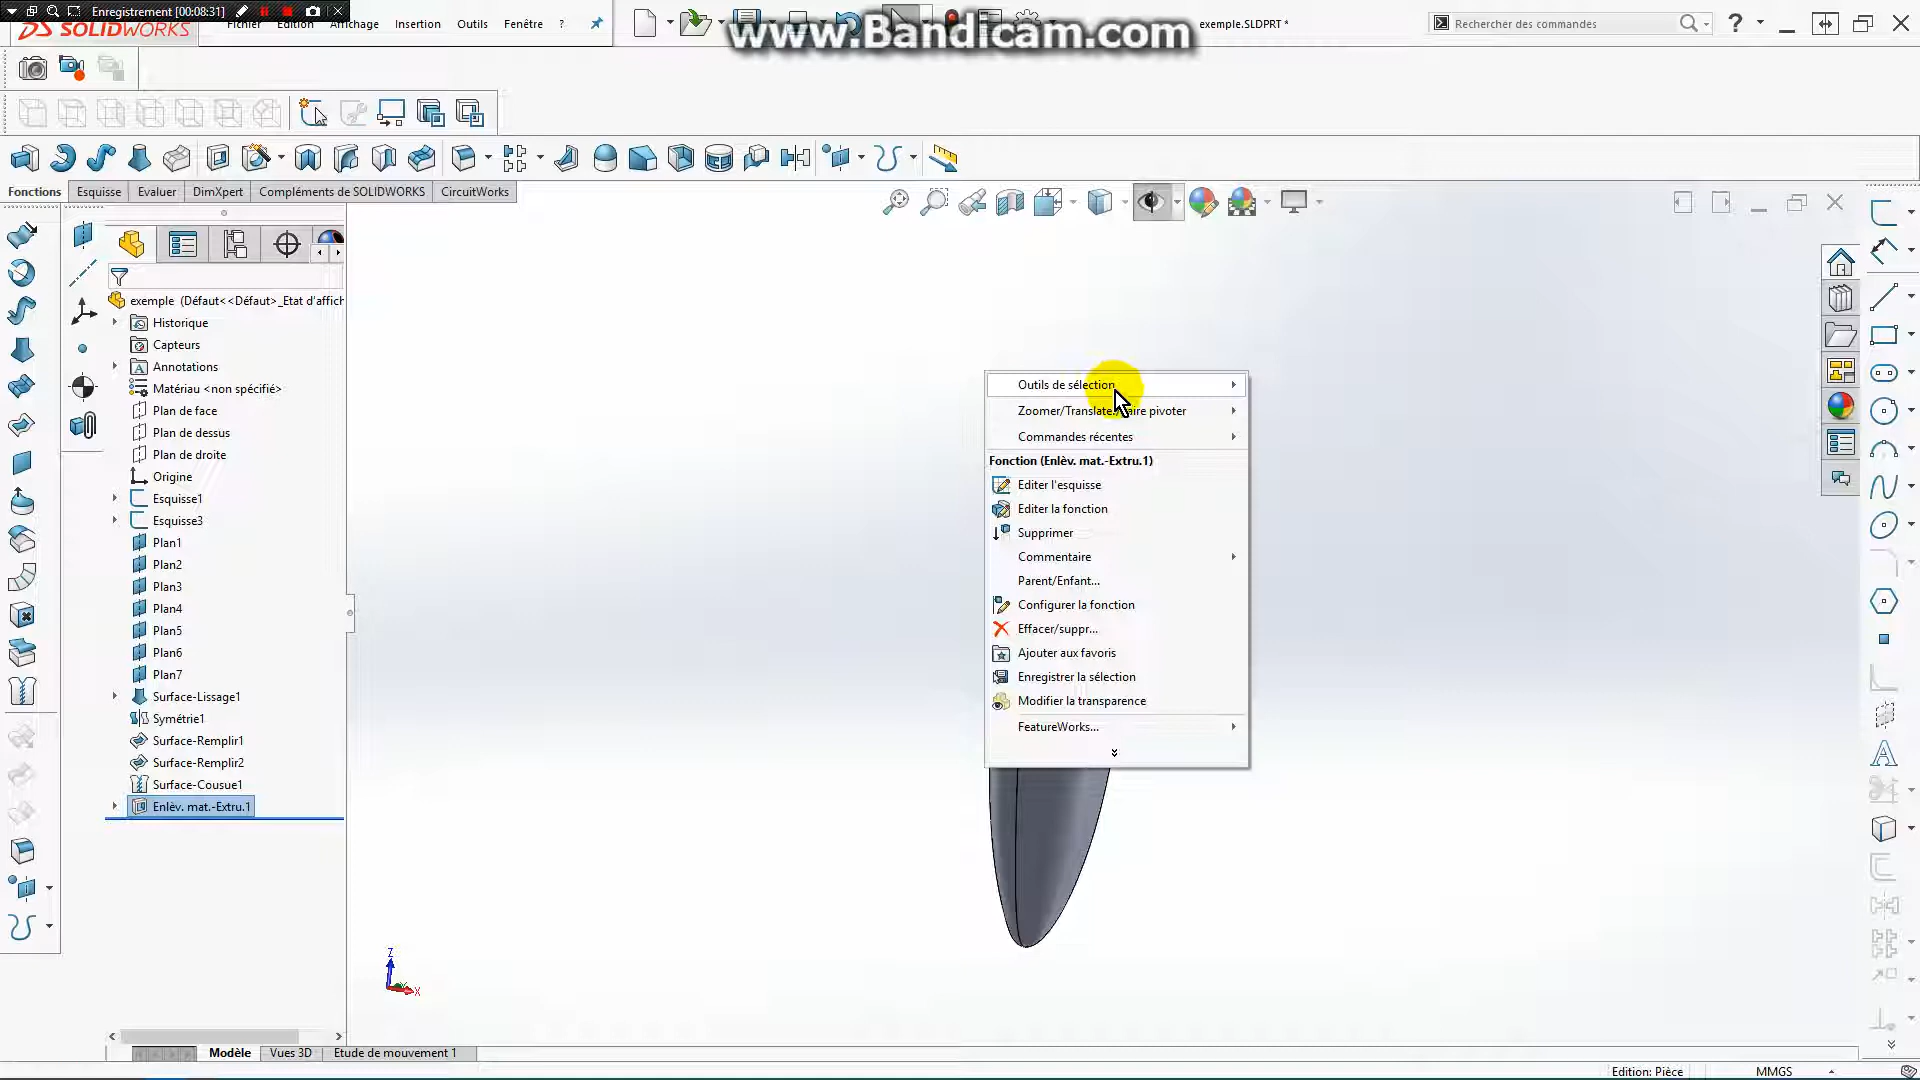 Enregistrement [00:08:31]
www.Bandicam.com
SOLIDWORKS
Fichier
Edition
Affichage
Insertion
Outils
Fenêtre
?
exemple.SLDPRT *
Rechercher des commandes
?
Fonctions
Esquisse
Evaluer
DimXpert
Compléments de SOLIDWORKS
CircuitWorks
exemple (Défaut<<Défaut>_Etat d'affich
Historique
Capteurs
Annotations
Matériau <non spécifié>
Plan de face
Plan de dessus
Plan de droite
Origine
Esquisse1
Esquisse3
Plan1
Plan2
Plan3
Plan4
Plan5
Plan6
Plan7
Surface-Lissage1
Symétrie1
Surface-Remplir1
Surface-Remplir2
Surface-Cousue1
Enlèv. mat.-Extru.1
Outils de sélection
Zoomer/Translate aire pivoter
Commandes récentes
Fonction (Enlèv. mat.-Extru.1)
Editer l'esquisse
Editer la fonction
Supprimer
Commentaire
Parent/Enfant...
Configurer la fonction
Effacer/suppr...
Ajouter aux favoris
Enregistrer la sélection
Modifier la transparence
FeatureWorks...
Z
X
Modèle
Vues 3D
Etude de mouvement 1
Edition: Pièce
MMGS